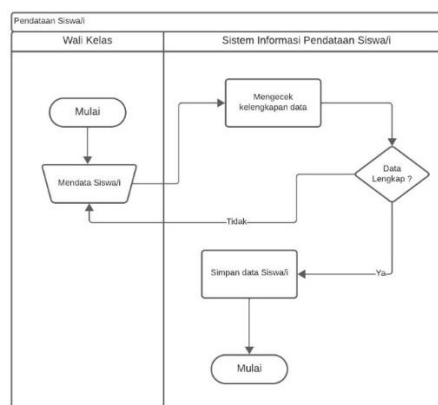 Pendataan Siswa/i
Wali Kelas
Sistem Informasi Pendataan Siswa/i
Mulai
Mengecek
kelengkapan data
Mendata Siswa/i
Data
Lengkap ?
Tidak
Ya
Simpan data Siswa/i
Mulai